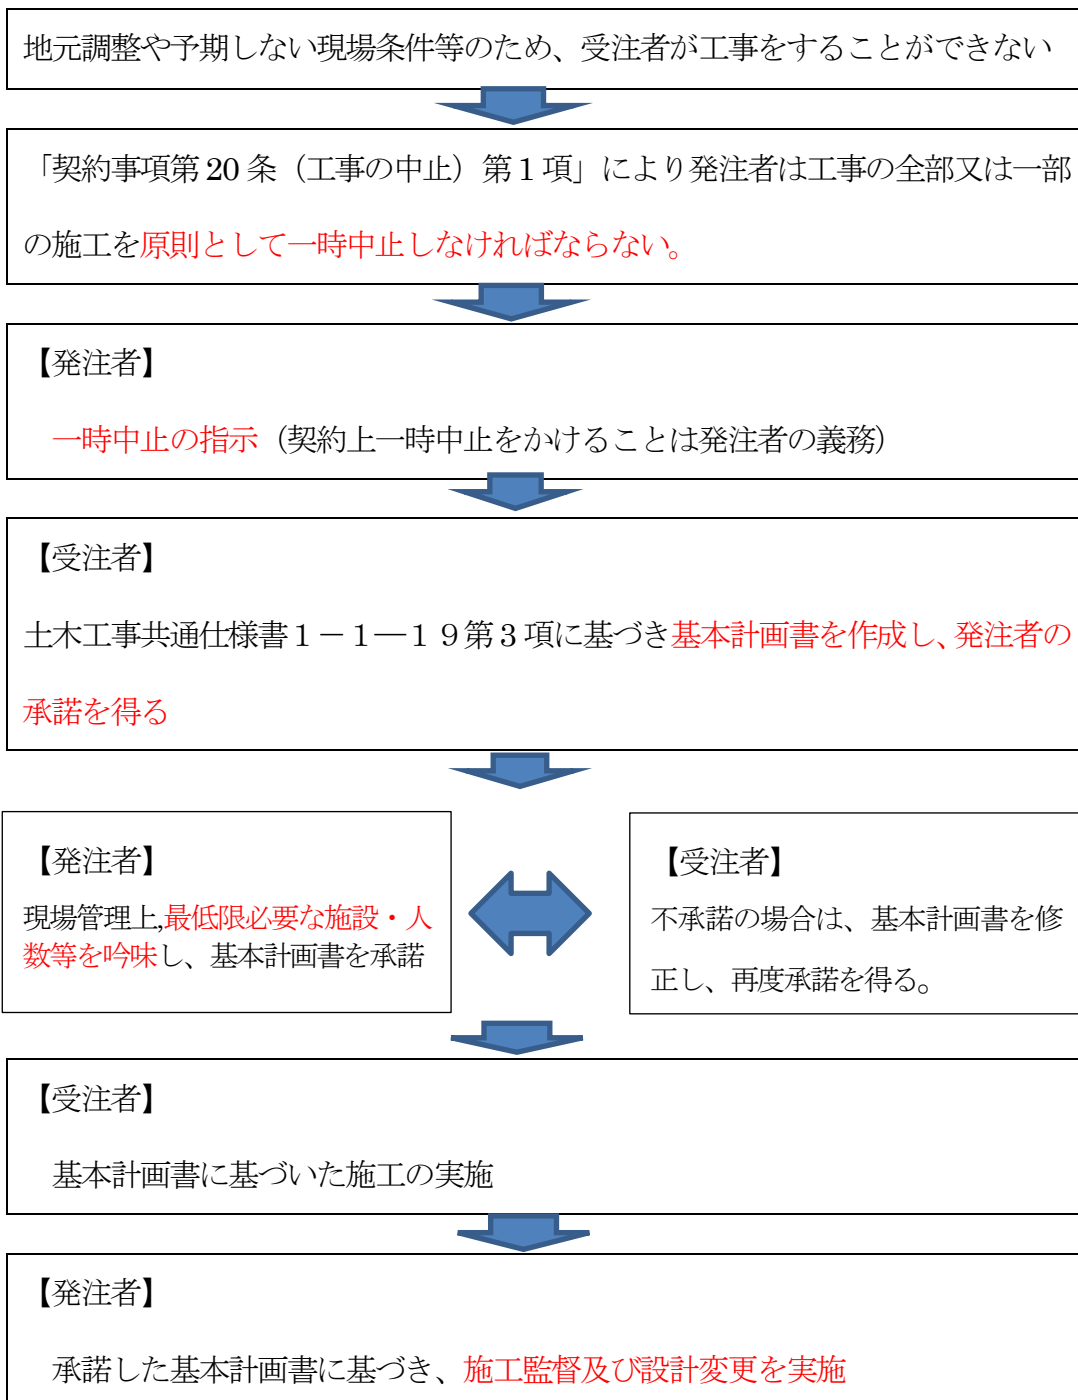 地元調整や予期しない現場条件等のため、受注者が工事をすることができない
「契約事項第20条（工事の中止）第1項」により発注者は工事の全部又は一部
の施工を原則として一時中止しなければならない。
【発注者】
一時中止の指示（契約上一時中止をかけることは発注者の義務）
【受注者】
土木工事共通仕様書１－１―１９第3項に基づき基本計画書を作成し、発注者の
承諾を得る
【発注者】
現場管理上,最低限必要な施設・人
数等を吟味し、基本計画書を承諾
【受注者】
不承諾の場合は、基本計画書を修
正し、再度承諾を得る。
【受注者】
基本計画書に基づいた施工の実施
【発注者】
承諾した基本計画書に基づき、施工監督及び設計変更を実施